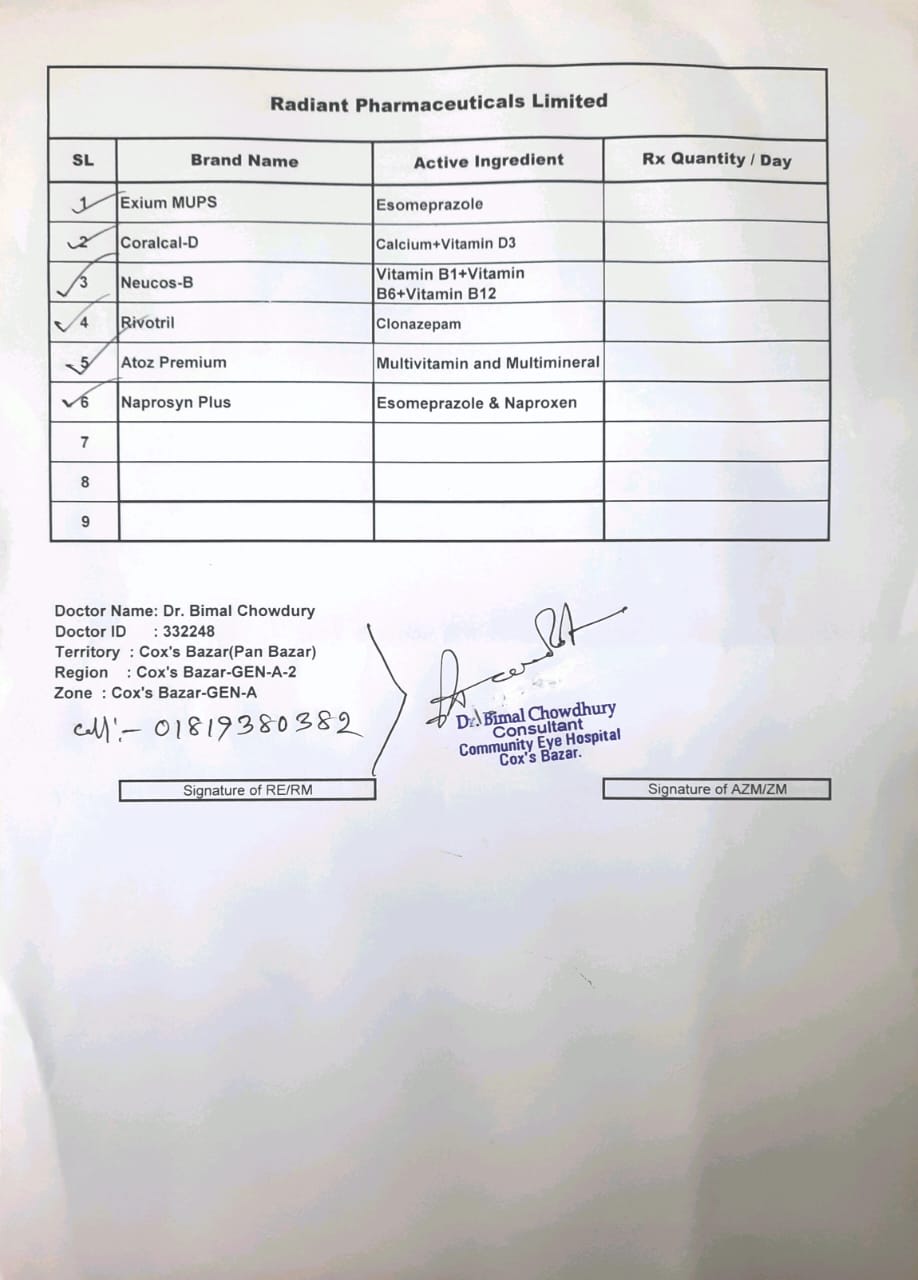 Radiant Pharmaceuticals Limited
SL Brand Name Active Ingredient Rx Quantity / Day
1 Exium MUPS Esomeprazole
2 Coralcal-D Calcium+Vitamin D3
3 Neucos-B Vitamin B1+Vitamin
B6+Vitamin B12
4 Rivotril Clonazepam
5 Atoz Premium Multivitamin and Multimineral
6 Naprosyn Plus Esomeprazole & Naproxen
7
8
9
Doctor Name: Dr. Bimal Chowdury
Doctor ID : 332248
Territory : Cox's Bazar(Pan Bazar)
Region : Cox's Bazar-GEN-A-2
Zone : Cox's Bazar-GEN-A
Cell:- 01819380382
Dr. Bimal Chowdhury
Consultant
Community Eye Hospital
Cox's Bazar.
Signature of RE/RM
Signature of AZM/ZM